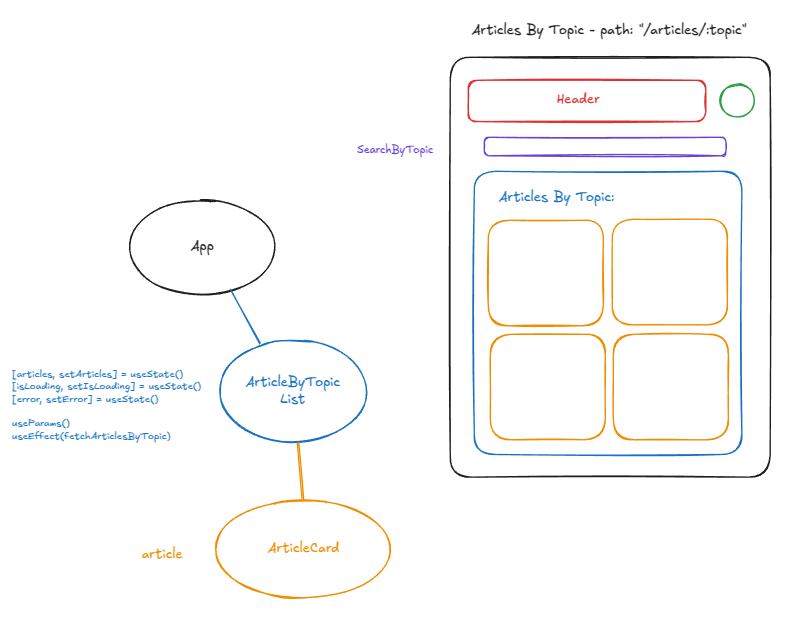 Articles By Topic - path: "/articles/:topic"
Header
SearchByTopic
Articles By Topic:
App
[articles, setArticles] = useState()
[isLoading, setIsLoading] = useState()
[error, setError] = useState()
useParams()
useEffect(fetchArticlesByTopic)
ArticleByTopic
List
article
ArticleCard